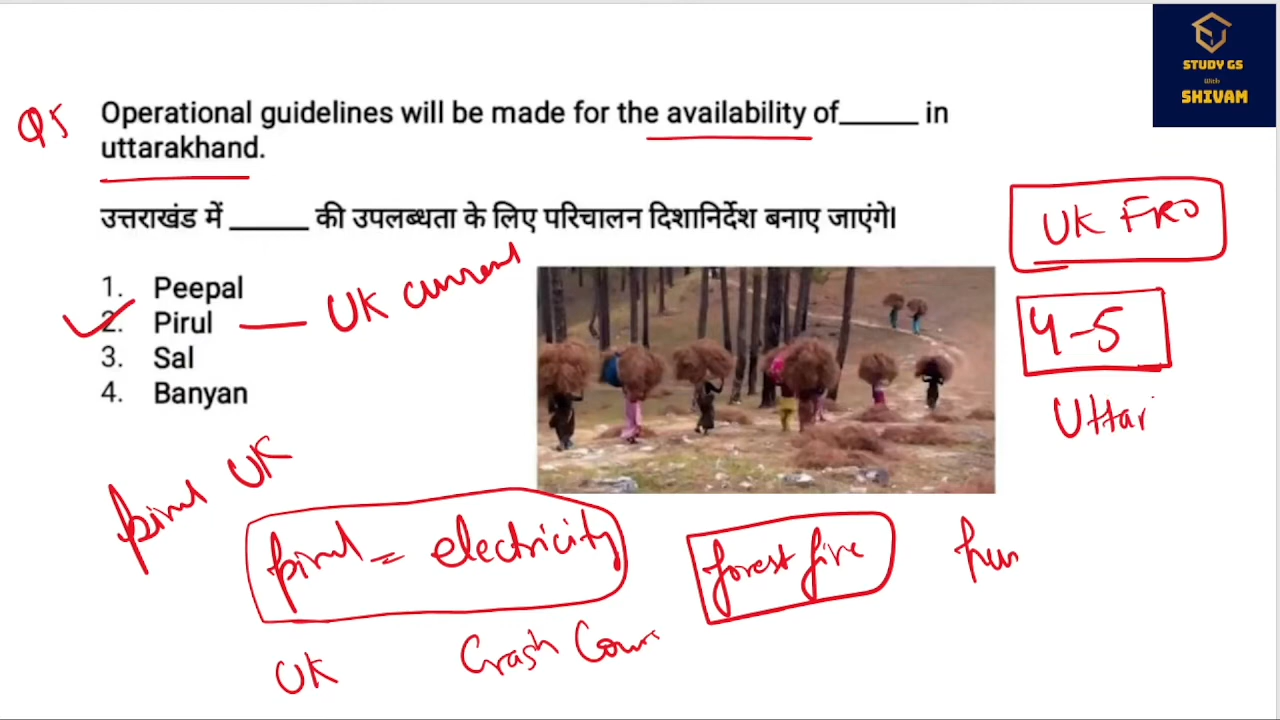 STUDY GS
With
SHIVAM
Q5
Operational guidelines will be made for the availability of______ in
uttarakhand.
उत्तराखंड में ______ की उपलब्धता के लिए परिचालन दिशानिर्देश बनाए जाएंगे।
UK FRO
1. Peepal
2. Pirul
UK current
3. Sal
4. Banyan
4-5
Uttar
pirul UK
pirul = electricity
forest fire
UK
Crash